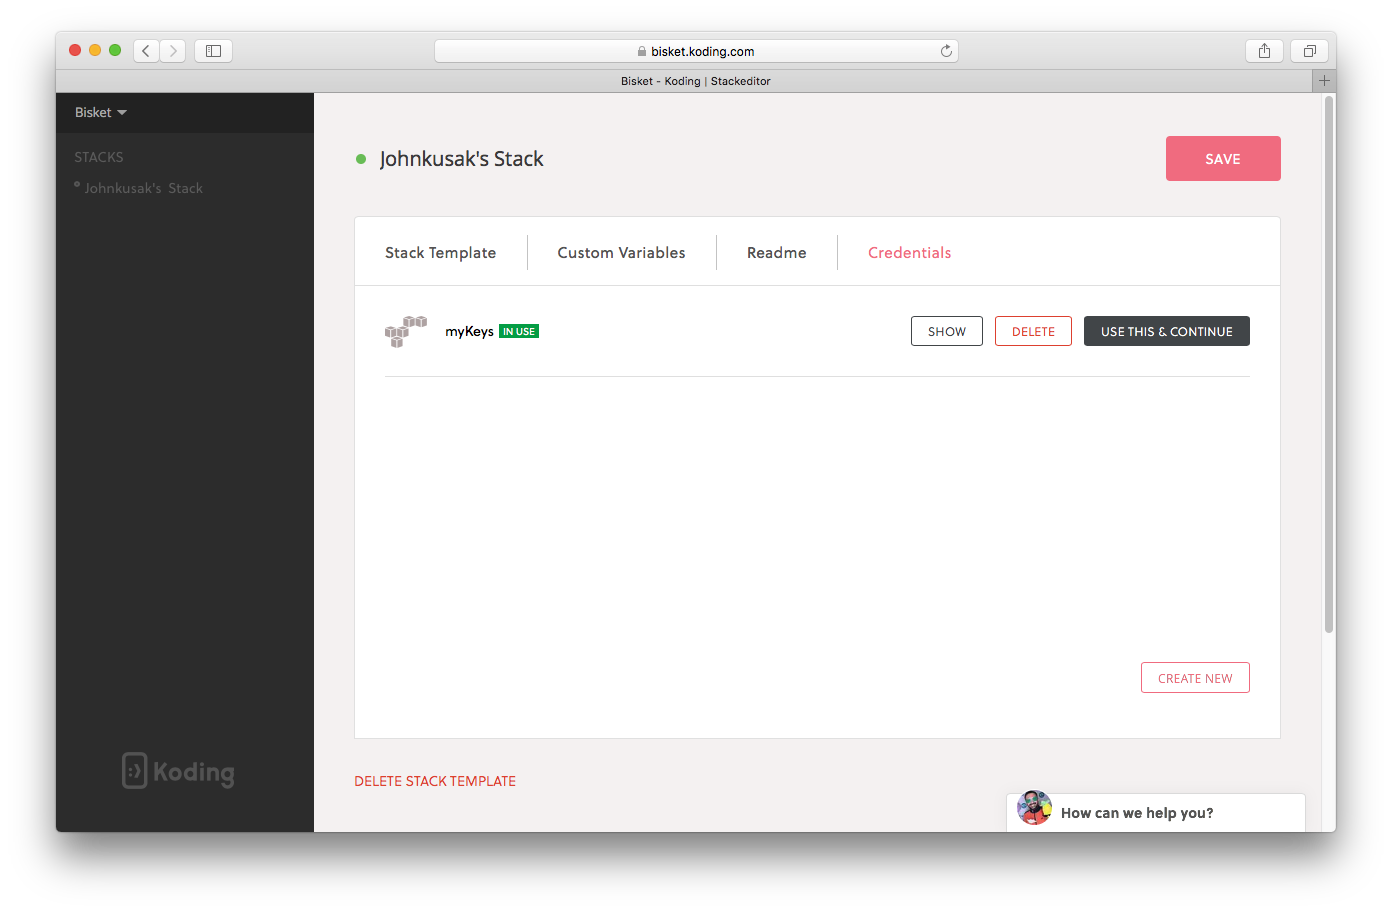 bisket.koding.com
Bisket - Koding | Stackeditor
Bisket
STACKS
Johnkusak's Stack
Johnkusak's Stack
SAVE
Stack Template
Custom Variables
Readme
Credentials
myKeys
IN USE
SHOW
DELETE
USE THIS & CONTINUE
CREATE NEW
Koding
DELETE STACK TEMPLATE
How can we help you?